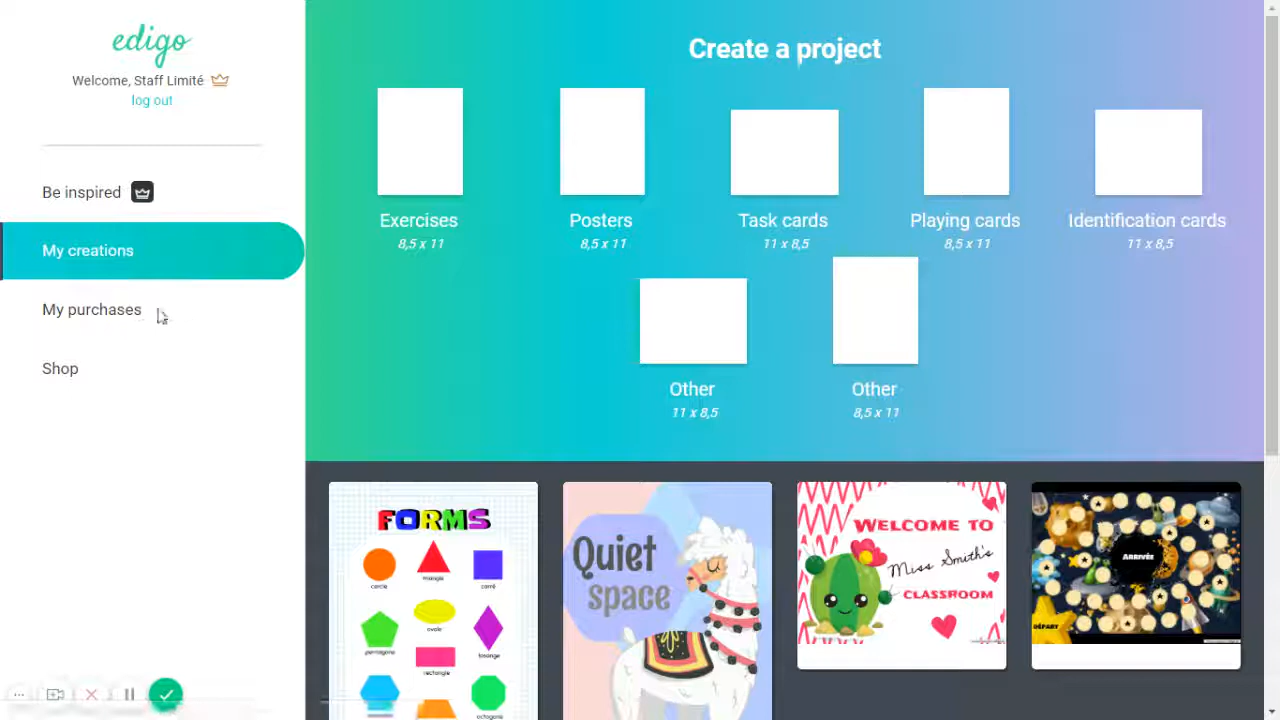 edigo
Welcome, Staff Limité
log out
Be inspired
My creations
My purchases
Shop
Create a project
Exercises
8,5 x 11
Posters
8,5 x 11
Task cards
11 x 8,5
Playing cards
8,5 x 11
Identification cards
11 x 8,5
Other
11 x 8,5
Other
8,5 x 11
FORMS
cercle
triangle
carré
pentagone
ovale
losange
rectangle
octogone
Quiet
space
WELCOME TO
Miss Smith's
CLASSROOM
ARRIVÉE
DÉPART